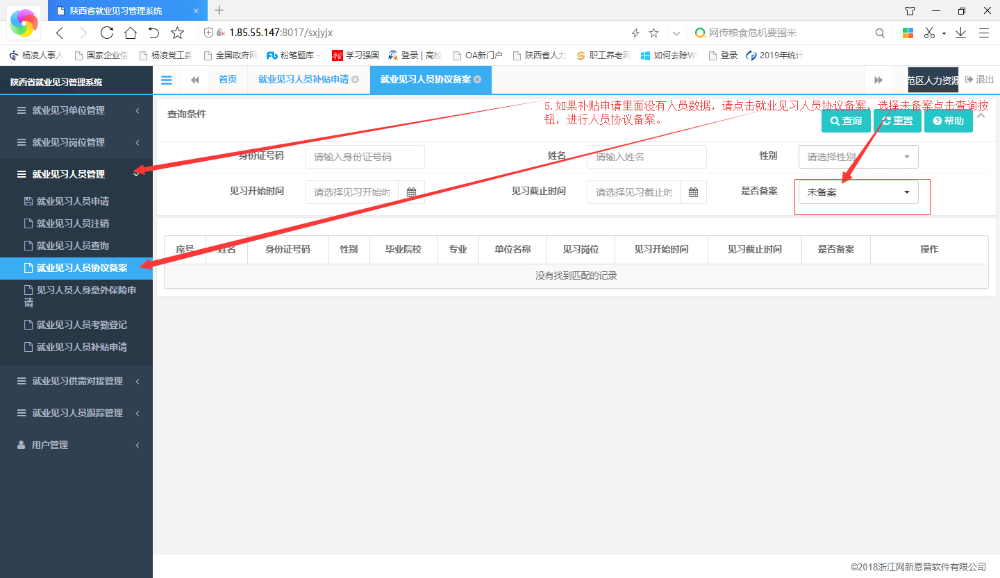 陕西省就业见习管理系统
1.85.55.147:8017/sxjyjx
网传粮食危机要囤米
杨凌人事人
国家企业信
杨凌党工委
全国政府网
粉笔题库 -
学习强国
登录 | 高校
OA新门户
陕西省人力
职工养老网
如何去除Wi
登录
2019年统计
陕西省就业见习管理系统
首页
就业见习人员补贴申请
就业见习人员协议备案
范区人力资源
退出
就业见习单位管理
就业见习岗位管理
就业见习人员管理
就业见习人员申请
就业见习人员注销
就业见习人员查询
就业见习人员协议备案
见习人员人身意外保险申
请
就业见习人员考勤登记
就业见习人员补贴申请
就业见习供需对接管理
就业见习人员跟踪管理
用户管理
查询条件
5. 如果补贴申请里面没有人员数据，请点击就业见习人员协议备案，选择未备案点击查询按
钮，进行人员协议备案。
查询
重置
帮助
身份证号码
请输入身份证号码
姓名
请输入姓名
性别
请选择性别
见习开始时间
请选择见习开始时
见习截止时间
请选择见习截止时
是否备案
未备案
序号
姓名
身份证号码
性别
毕业院校
专业
单位名称
见习岗位
见习开始时间
见习截止时间
是否备案
操作
没有找到匹配的记录
©2018浙江网新恩普软件有限公司